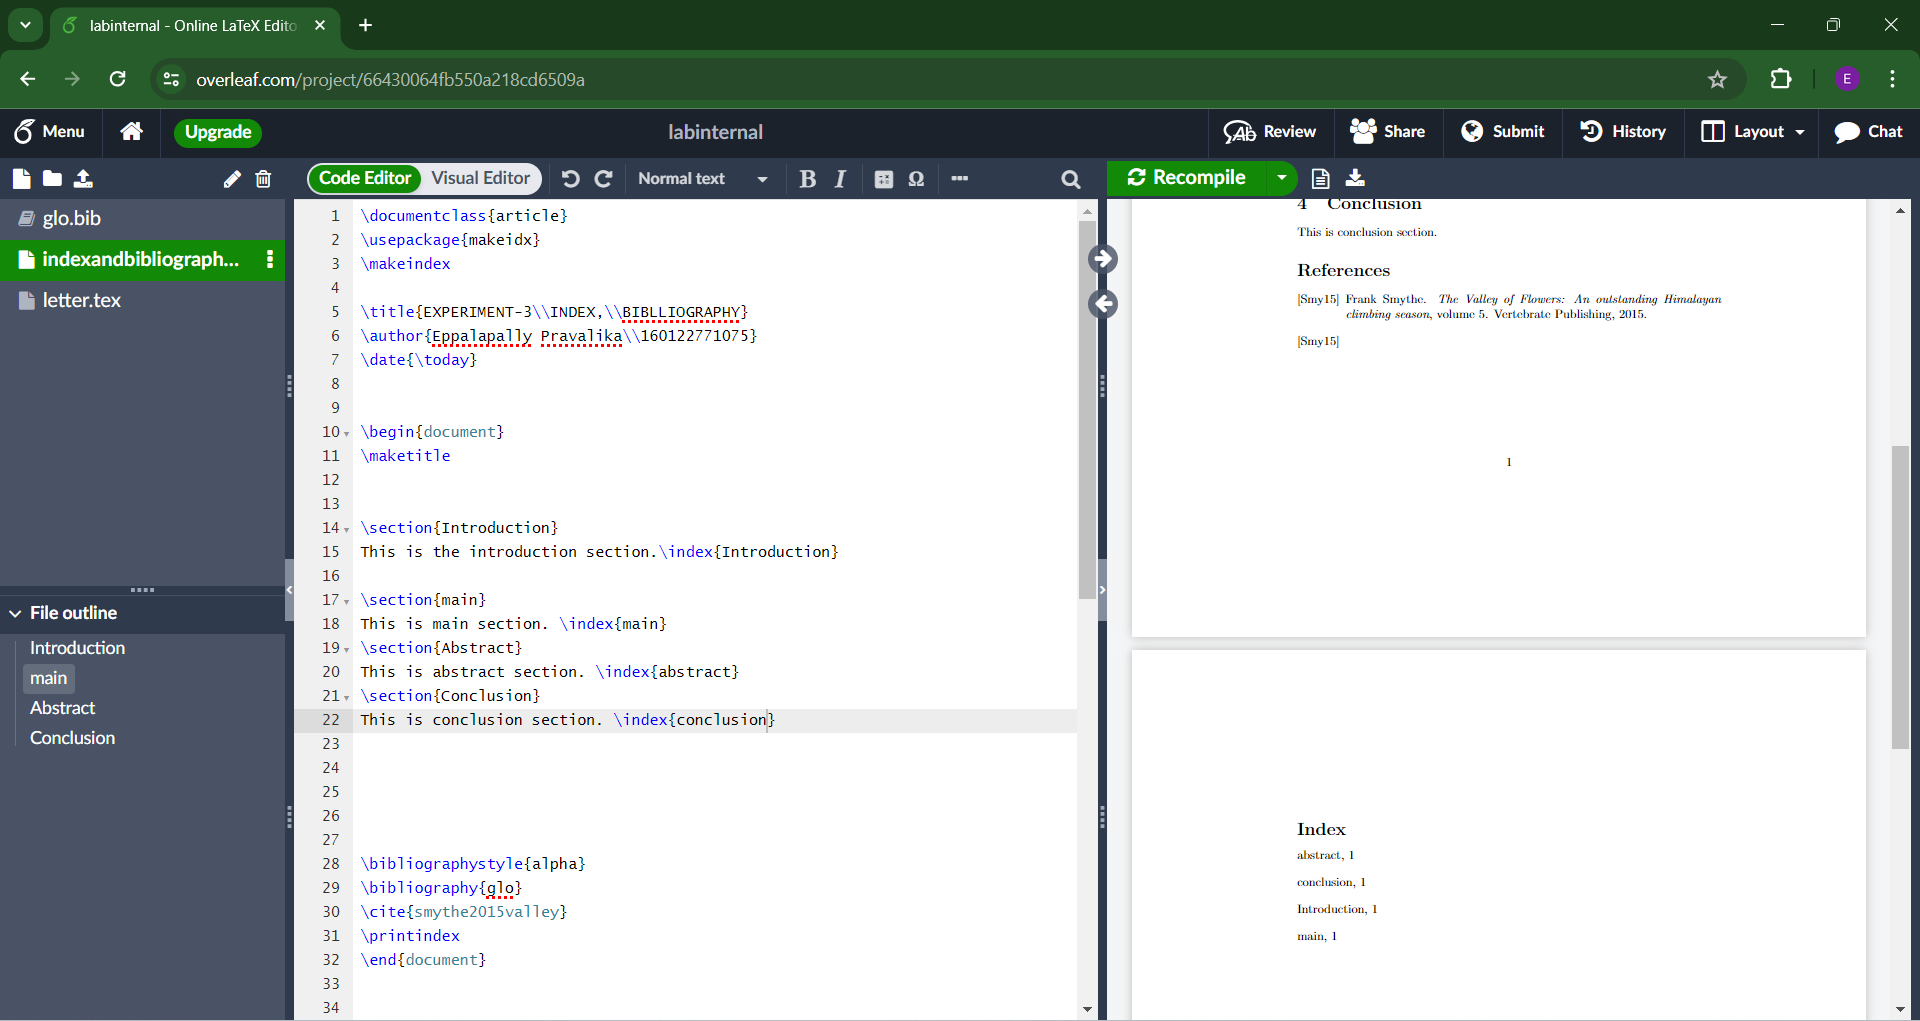 labinternal - Online LaTeX Edito
overleaf.com/project/66430064fb550a218cd6509a
E
Menu
Upgrade
labinternal
Review
Share
Submit
History
Layout
Chat
Code Editor
Visual Editor
Normal text
B
I
Ω
Recompile
glo.bib
indexandbibliograph...
letter.tex
File outline
Introduction
main
Abstract
Conclusion
1 \documentclass{article}
2 \usepackage{makeidx}
3 \makeindex
4
5 \title{EXPERIMENT-3\\INDEX,\\BIBLLIOGRAPHY}
6 \author{Eppalapally Pravalika\\160122771075}
7 \date{\today}
8
9
10 \begin{document}
11 \maketitle
12
13
14 \section{Introduction}
15 This is the introduction section.\index{Introduction}
16
17 \section{main}
18 This is main section. \index{main}
19 \section{Abstract}
20 This is abstract section. \index{abstract}
21 \section{Conclusion}
22 This is conclusion section. \index{conclusion}
23
24
25
26
27
28 \bibliographystyle{alpha}
29 \bibliography{glo}
30 \cite{smythe2015valley}
31 \printindex
32 \end{document}
33
34
4 Conclusion
This is conclusion section.
References
[Smy15] Frank Smythe. The Valley of Flowers: An outstanding Himalayan
climbing season, volume 5. Vertebrate Publishing, 2015.
[Smy15]
1
Index
abstract, 1
conclusion, 1
Introduction, 1
main, 1